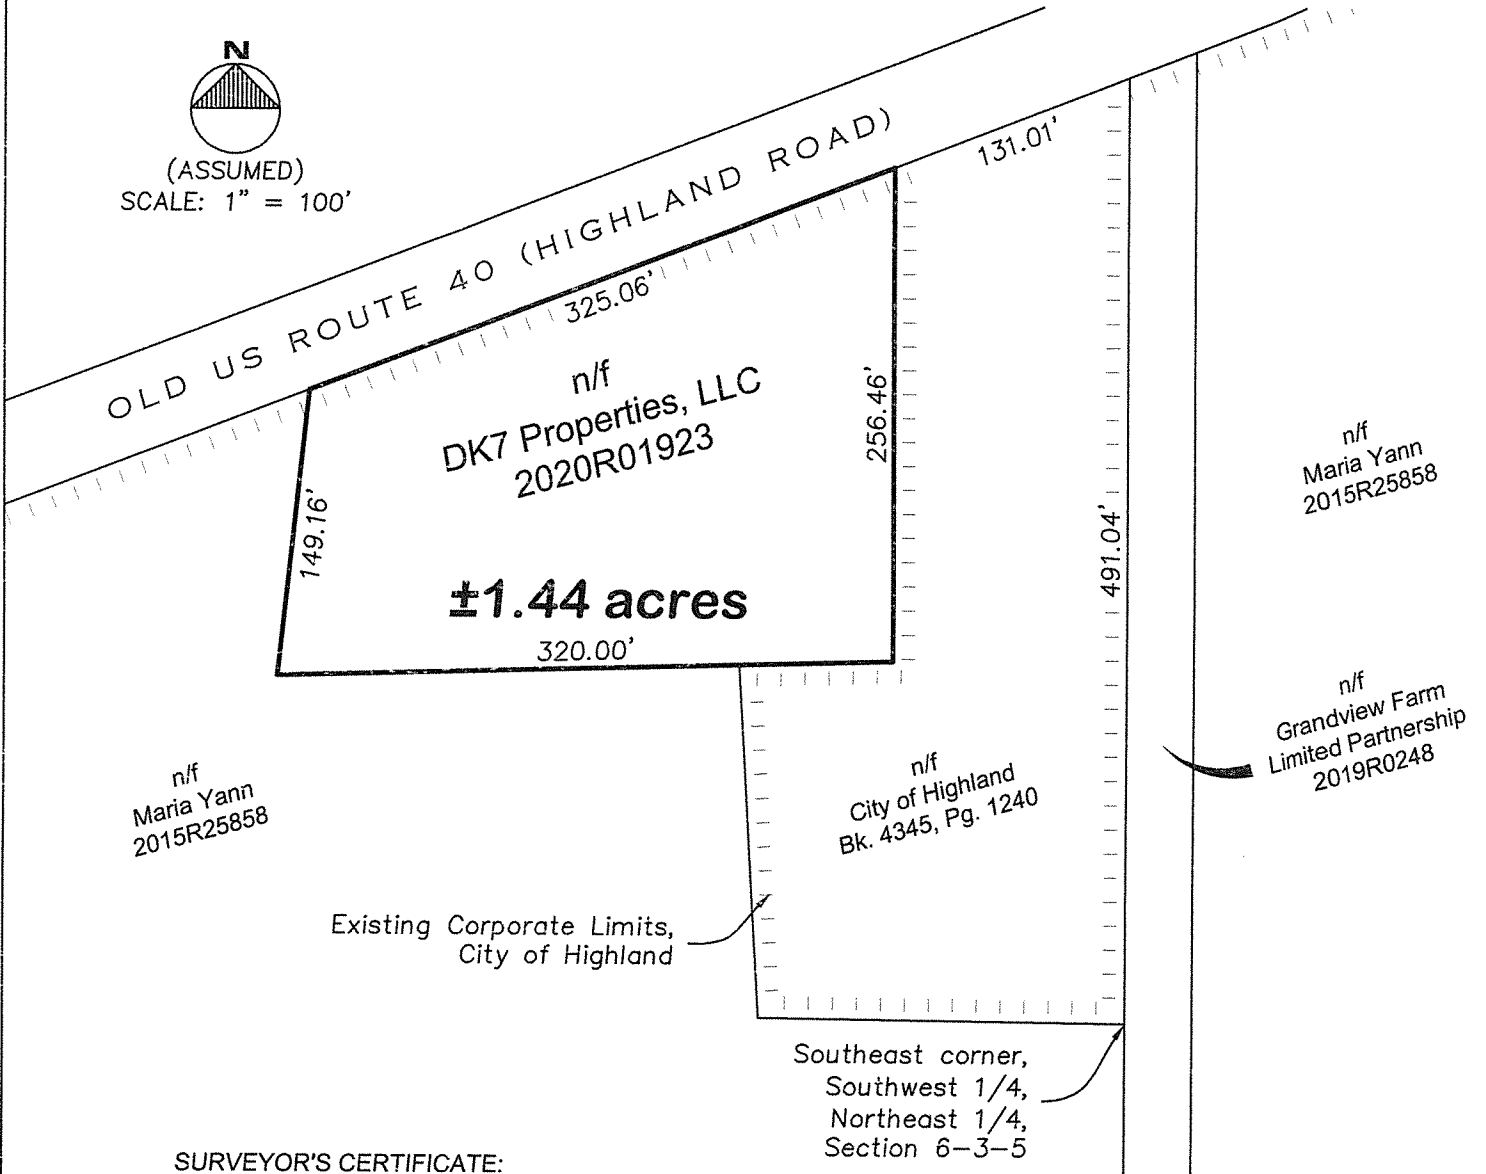 N
(ASSUMED)
SCALE: 1" = 100'
OLD US ROUTE 40 (HIGHLAND ROAD)
131.01'
325.06'
n/f
DK7 Properties, LLC
2020R01923
256.46'
149.16'
±1.44 acres
320.00'
491.04'
n/f
Maria Yann
2015R25858
n/f
Grandview Farm
Limited Partnership
2019R0248
n/f
Maria Yann
2015R25858
n/f
City of Highland
Bk. 4345, Pg. 1240
Existing Corporate Limits,
City of Highland
Southeast corner,
Southwest 1/4,
Northeast 1/4,
Section 6-3-5
SURVEYOR'S CERTIFICATE: